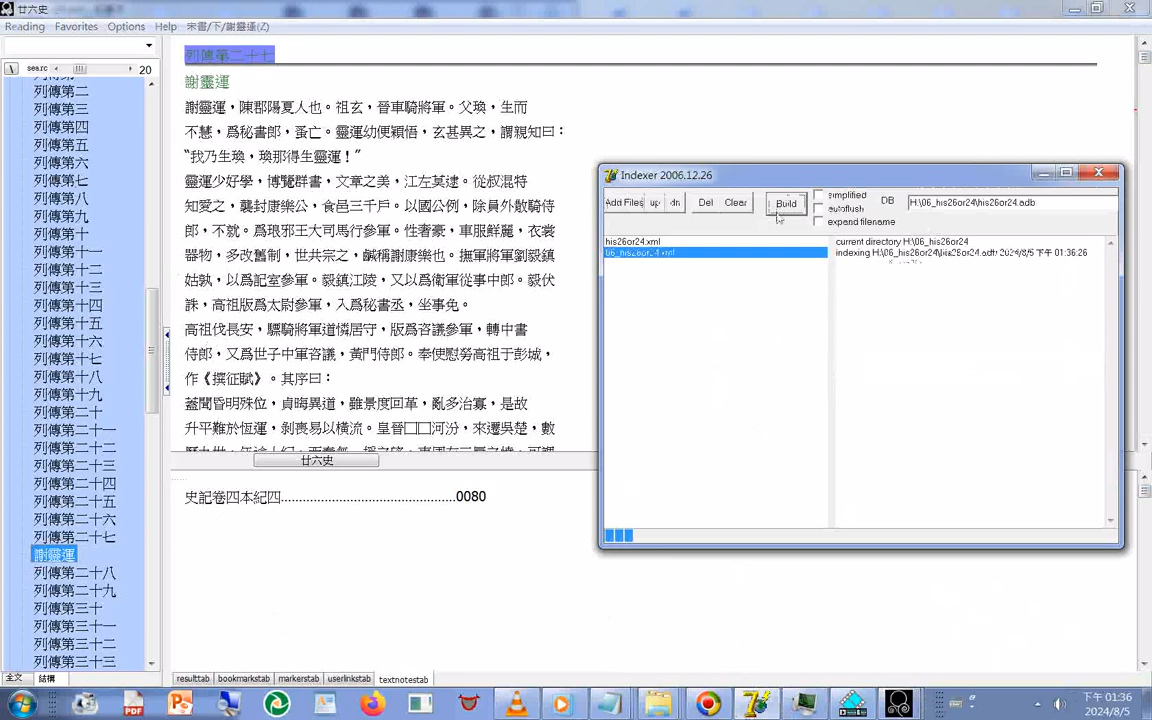 廿六史
Reading Favorites Options Help 宋書/下/謝靈運(Z)
searc 20
列傳第二
列傳第三
列傳第四
列傳第五
列傳第六
列傳第七
列傳第八
列傳第九
列傳第十
列傳第十一
列傳第十二
列傳第十三
列傳第十四
列傳第十五
列傳第十六
列傳第十七
列傳第十八
列傳第十九
列傳第二十
列傳第二十一
列傳第二十二
列傳第二十三
列傳第二十四
列傳第二十五
列傳第二十六
列傳第二十七
謝靈運
列傳第二十八
列傳第二十九
列傳第三十
列傳第三十一
列傳第三十二
列傳第三十三
全文 結構
列傳第二十七
謝靈運
謝靈運，陳郡陽夏人也。祖玄，晉車騎將軍。父瑍，生而
不慧，爲秘書郎，蚤亡。靈運幼便穎悟，玄甚異之，謂親知曰：
“我乃生瑍，瑍那得生靈運！”
靈運少好學，博覽群書，文章之美，江左莫逮。從叔混特
知愛之，襲封康樂公，食邑三千戶。以國公例，除員外散騎侍
郎，不就。爲琅邪王大司馬行參軍。性奢豪，車服鮮麗，衣裳
器物，多改舊制，世共宗之，咸稱謝康樂也。撫軍將軍劉毅鎮
姑孰，以爲記室參軍。毅鎮江陵，又以爲衛軍從事中郎。毅伏
誅，高祖版爲太尉參軍，入爲秘書丞，坐事免。
高祖伐長安，驃騎將軍道憐居守，版爲咨議參軍，轉中書
侍郎，又爲世子中軍咨議，黃門侍郎。奉使慰勞高祖于彭城，
作《撰征賦》。其序曰：
蓋聞昏明殊位，貞晦異道，雖景度回革，亂多治寡，是故
升平難於恆運，剝喪易以橫流。皇晉□□河汾，來遷吳楚，數
廿六史
史記卷四本紀四................................................0080
resulttab bookmarkstab markerstab userlinkstab textnotestab
Indexer 2006.12.26
Add Files up dn Del Clear Build
simplified
autoflush
expand filename
DB H:\06_his26or24\his26or24.adb
his26or24.xml
06_his26or24.xml
current directory H:\06_his26or24
indexing H:\06_his26or24\his26or24.adb 2024/8/5 下午 01:36:26
下午 01:36
2024/8/5